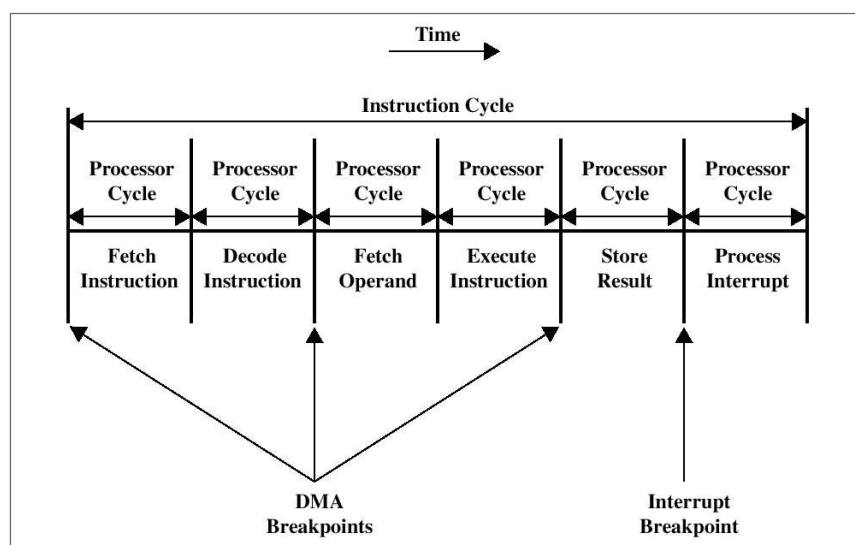 Time
Instruction Cycle
Processor Cycle
Processor Cycle
Processor Cycle
Processor Cycle
Processor Cycle
Processor Cycle
Fetch Instruction
Decode Instruction
Fetch Operand
Execute Instruction
Store Result
Process Interrupt
DMA
Breakpoints
Interrupt
Breakpoint